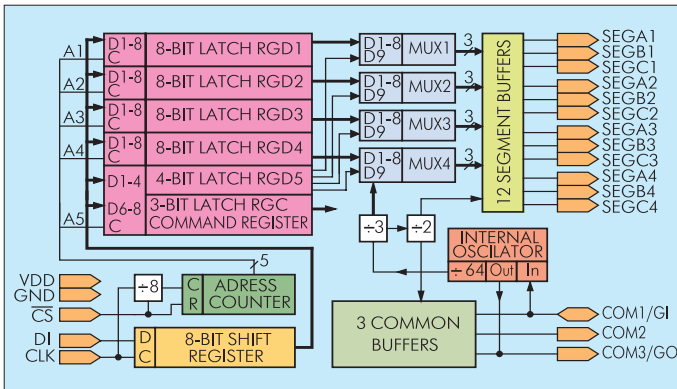 A1
D1-8
C
8-BIT LATCH RGD1
A2
D1-8
C
8-BIT LATCH RGD2
A3
D1-8
C
8-BIT LATCH RGD3
A4
D1-8
C
8-BIT LATCH RGD4
D1-4
4-BIT LATCH RGD5
A5
D6-8
C
3-BIT LATCH RGC
COMMAND REGISTER
D1-8
D9
MUX1
3
D1-8
D9
MUX2
3
D1-8
D9
MUX3
3
D1-8
D9
MUX4
3
12 SEGMENT BUFFERS
SEGA1
SEGB1
SEGC1
SEGA2
SEGB2
SEGC2
SEGA3
SEGB3
SEGC3
SEGA4
SEGB4
SEGC4
÷3
÷2
INTERNAL
OSCILATOR
÷64
Out
In
5
VDD
GND
CS
DI
CLK
÷8
C
R
ADRESS
COUNTER
D
C
8-BIT SHIFT
REGISTER
3 COMMON
BUFFERS
COM1/GI
COM2
COM3/GO